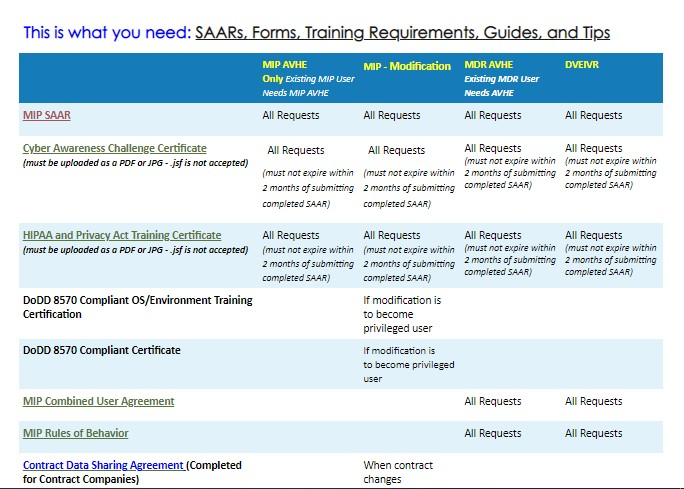 This is what you need: SAARs, Forms, Training Requirements, Guides, and Tips
MIP AVHE
Only Existing MIP User
Needs MIP AVHE
MIP - Modification
MDR AVHE
Existing MDR User
Needs AVHE
DVEIVR
MIP SAAR
All Requests
All Requests
All Requests
All Requests
Cyber Awareness Challenge Certificate
(must be uploaded as a PDF or JPG - .jsf is not accepted)
All Requests
(must not expire within
2 months of submitting
completed SAAR)
All Requests
(must not expire within
2 months of submitting
completed SAAR)
All Requests
(must not expire within
2 months of submitting
completed SAAR)
All Requests
(must not expire within
2 months of submitting
completed SAAR)
HIPAA and Privacy Act Training Certificate
(must be uploaded as a PDF or JPG - .jsf is not accepted)
All Requests
(must not expire within
2 months of submitting
completed SAAR)
All Requests
(must not expire within
2 months of submitting
completed SAAR)
All Requests
(must not expire within
2 months of submitting
completed SAAR)
All Requests
(must not expire within
2 months of submitting
completed SAAR)
DoDD 8570 Compliant OS/Environment Training
Certification
If modification is
to become
privileged user
DoDD 8570 Compliant Certificate
If modification is
to become privileged
user
MIP Combined User Agreement
All Requests
All Requests
MIP Rules of Behavior
All Requests
All Requests
Contract Data Sharing Agreement (Completed
for Contract Companies)
When contract
changes